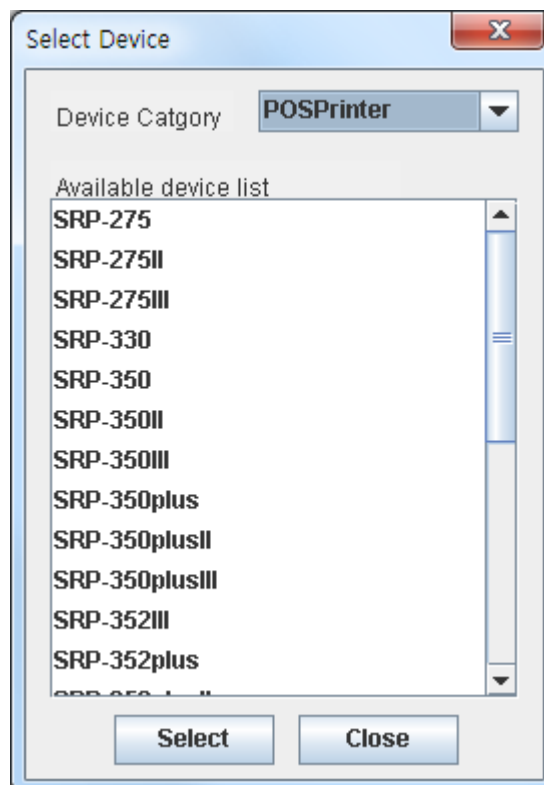 Select Device
Device Catgory POSPrinter
Available device list
SRP-275
SRP-275II
SRP-275III
SRP-330
SRP-350
SRP-350II
SRP-350III
SRP-350plus
SRP-350plusII
SRP-350plusIII
SRP-352III
SRP-352plus
Select Close